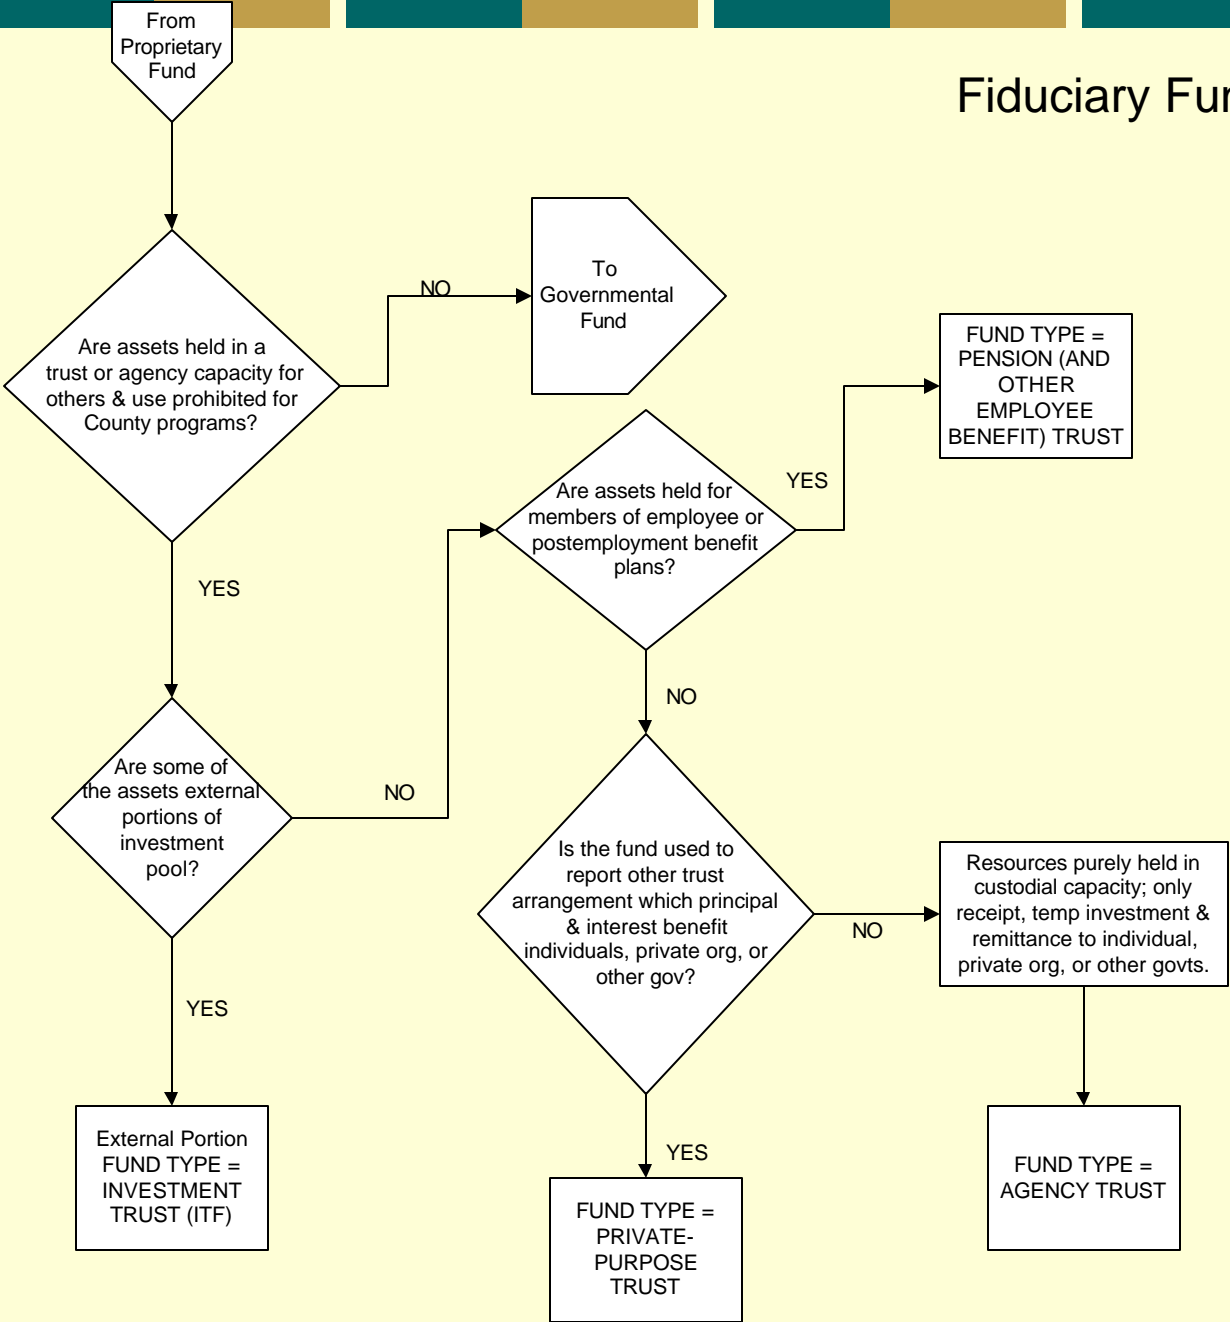 From
Proprietary
Fund
Fiduciary
NO
To
Governmental
Fund
Are assets held in a
trust or agency capacity for
others & use prohibited for
County programs?
FUND TYPE =
PENSION (AND
OTHER
EMPLOYEE
BENEFIT) TRUST
YES
Are assets held for
members of employee or
postemployment benefit
plans?
YES
NO
Are some of
the assets external
portions of
investment
pool?
NO
Is the fund used to
report other trust
arrangement which principal
& interest benefit
individuals, private org, or
other gov?
NO
Resources purely held in
custodial capacity; only
receipt, temp investment &
remittance to individual,
private org, or other govts.
YES
External Portion
FUND TYPE =
INVESTMENT
TRUST (ITF)
YES
FUND TYPE =
PRIVATE-
PURPOSE
TRUST
FUND TYPE =
AGENCY TRUST